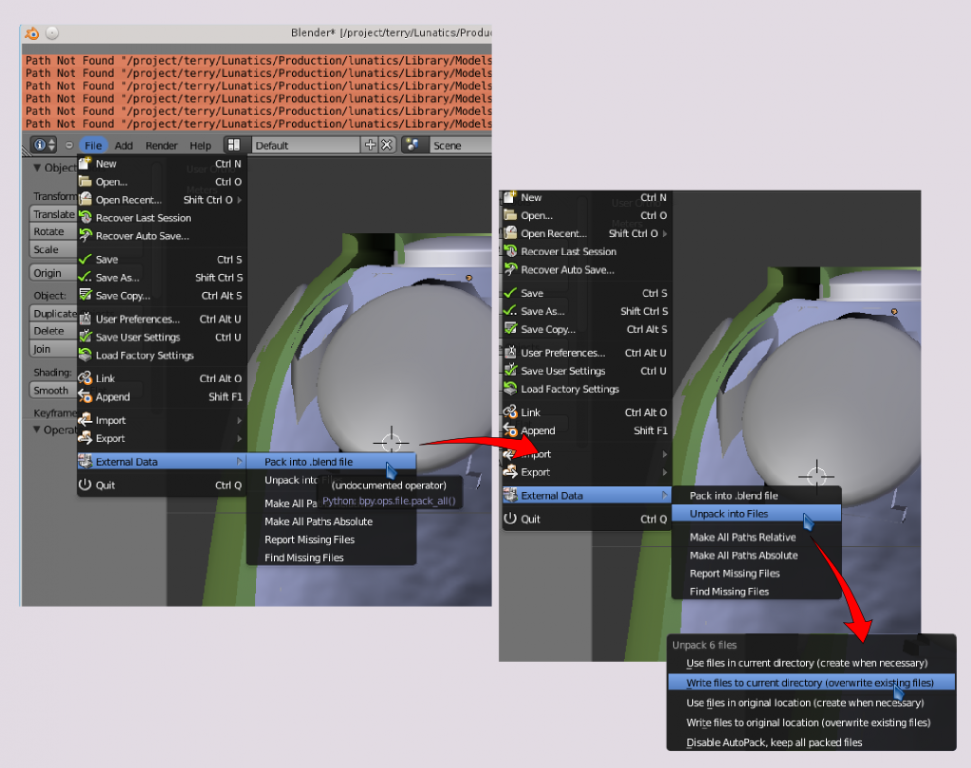 Blender* [/project/terry/Lunatics/Produ
Path Not Found "/project/terry/Lunatics/Production/lunatics/Library/Models
Path Not Found "/project/terry/Lunatics/Production/lunatics/Library/Models
Path Not Found "/project/terry/Lunatics/Production/lunatics/Library/Models
Path Not Found "/project/terry/Lunatics/Production/lunatics/Library/Models
Path Not Found "/project/terry/Lunatics/Production/lunatics/Library/Models
Path Not Found "/project/terry/Lunatics/Production/lunatics/Library/Models
File Add Render Help Default Scene
Object
Transform
Translate
Rotate
Scale
Origin
Object:
Duplicate
Delete
Join
Shading:
Smooth
Keyframe
Operat
New Ctrl N
Open... Ctrl O
Open Recent... Shift Ctrl O
Recover Last Session
Recover Auto Save...
Save Ctrl S
Save As... Shift Ctrl S
Save Copy... Ctrl Alt S
User Preferences... Ctrl Alt U
Save User Settings Ctrl U
Load Factory Settings
Link Ctrl Alt O
Append Shift F1
Import
Export
External Data
Quit Ctrl Q
Pack into .blend file
Unpack into
(undocumented operator)
Python: bpy.ops.file.pack_all()
Make All Pa
Make All Paths Absolute
Report Missing Files
Find Missing Files
New Ctrl N
Open... Ctrl O
Open Recent... Shift Ctrl O
Recover Last Session
Recover Auto Save...
Save Ctrl S
Save As... Shift Ctrl S
Save Copy... Ctrl Alt S
User Preferences... Ctrl Alt U
Save User Settings Ctrl U
Load Factory Settings
Link Ctrl Alt O
Append Shift F1
Import
Export
External Data
Quit Ctrl Q
Pack into .blend file
Unpack into Files
Make All Paths Relative
Make All Paths Absolute
Report Missing Files
Find Missing Files
Unpack 6 files
Use files in current directory (create when necessary)
Write files to current directory (overwrite existing files)
Use files in original location (create when necessary)
Write files to original location (overwrite existing files)
Disable AutoPack, keep all packed files